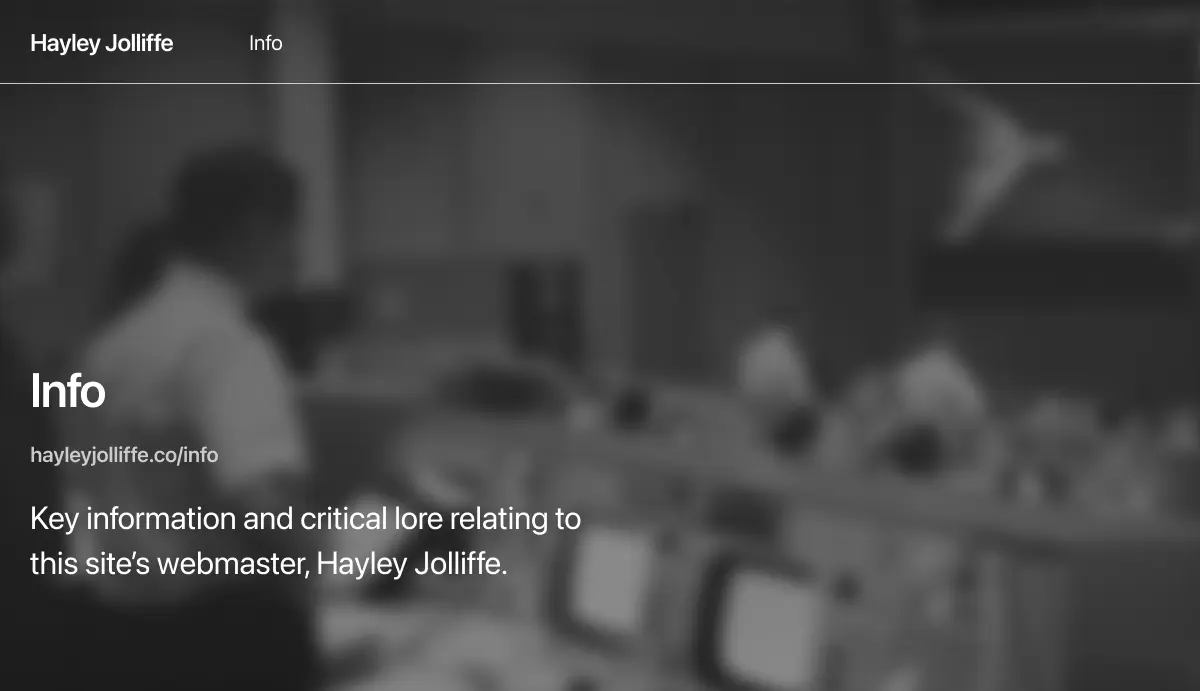 Hayley Jolliffe
Info
Info
hayleyjolliffe.co/info
Key information and critical lore relating to
this site’s webmaster, Hayley Jolliffe.